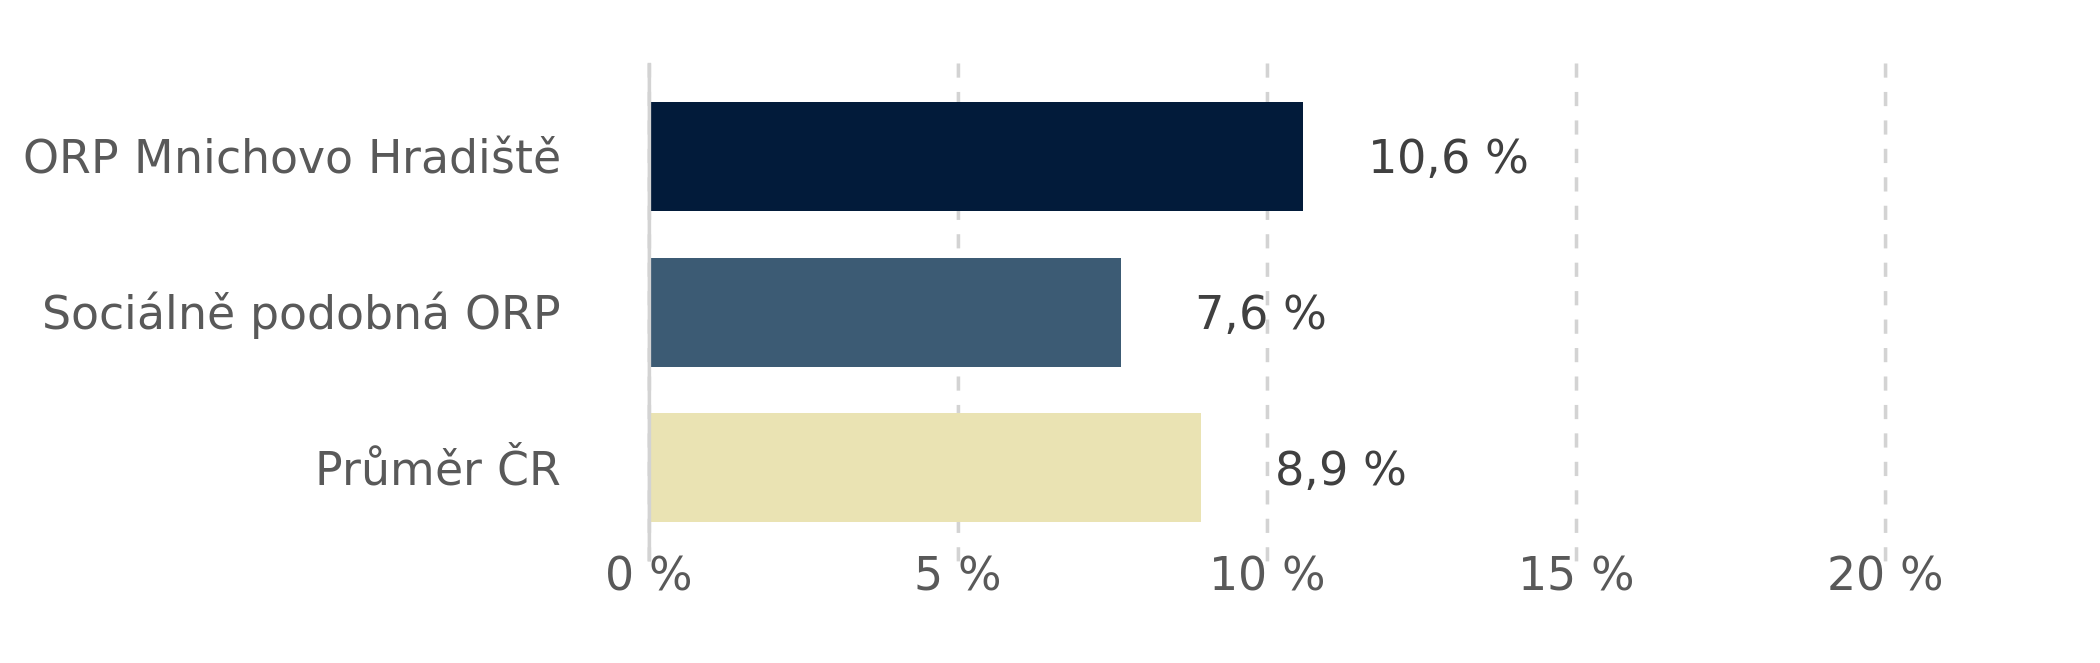 ORP Mnichovo Hradiště 10,6 %
Sociálně podobná ORP 7,6 %
Průměr ČR 8,9 %
0 % 5 % 10 % 15 % 20 %